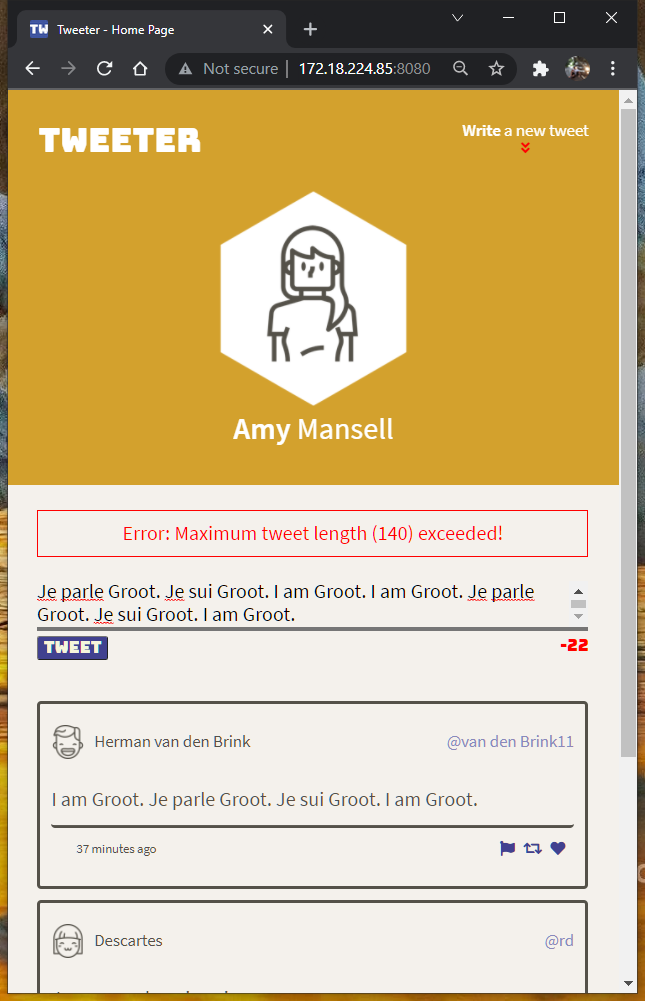 TW Tweeter - Home Page
Not secure | 172.18.224.85:8080
TWEETER
Write a new tweet
Amy Mansell
Error: Maximum tweet length (140) exceeded!
Je parle Groot. Je sui Groot. I am Groot. I am Groot. Je parle
Groot. Je sui Groot. I am Groot.
TWEET
-22
Herman van den Brink
@van den Brink11
I am Groot. Je parle Groot. Je sui Groot. I am Groot.
37 minutes ago
Descartes
@rd